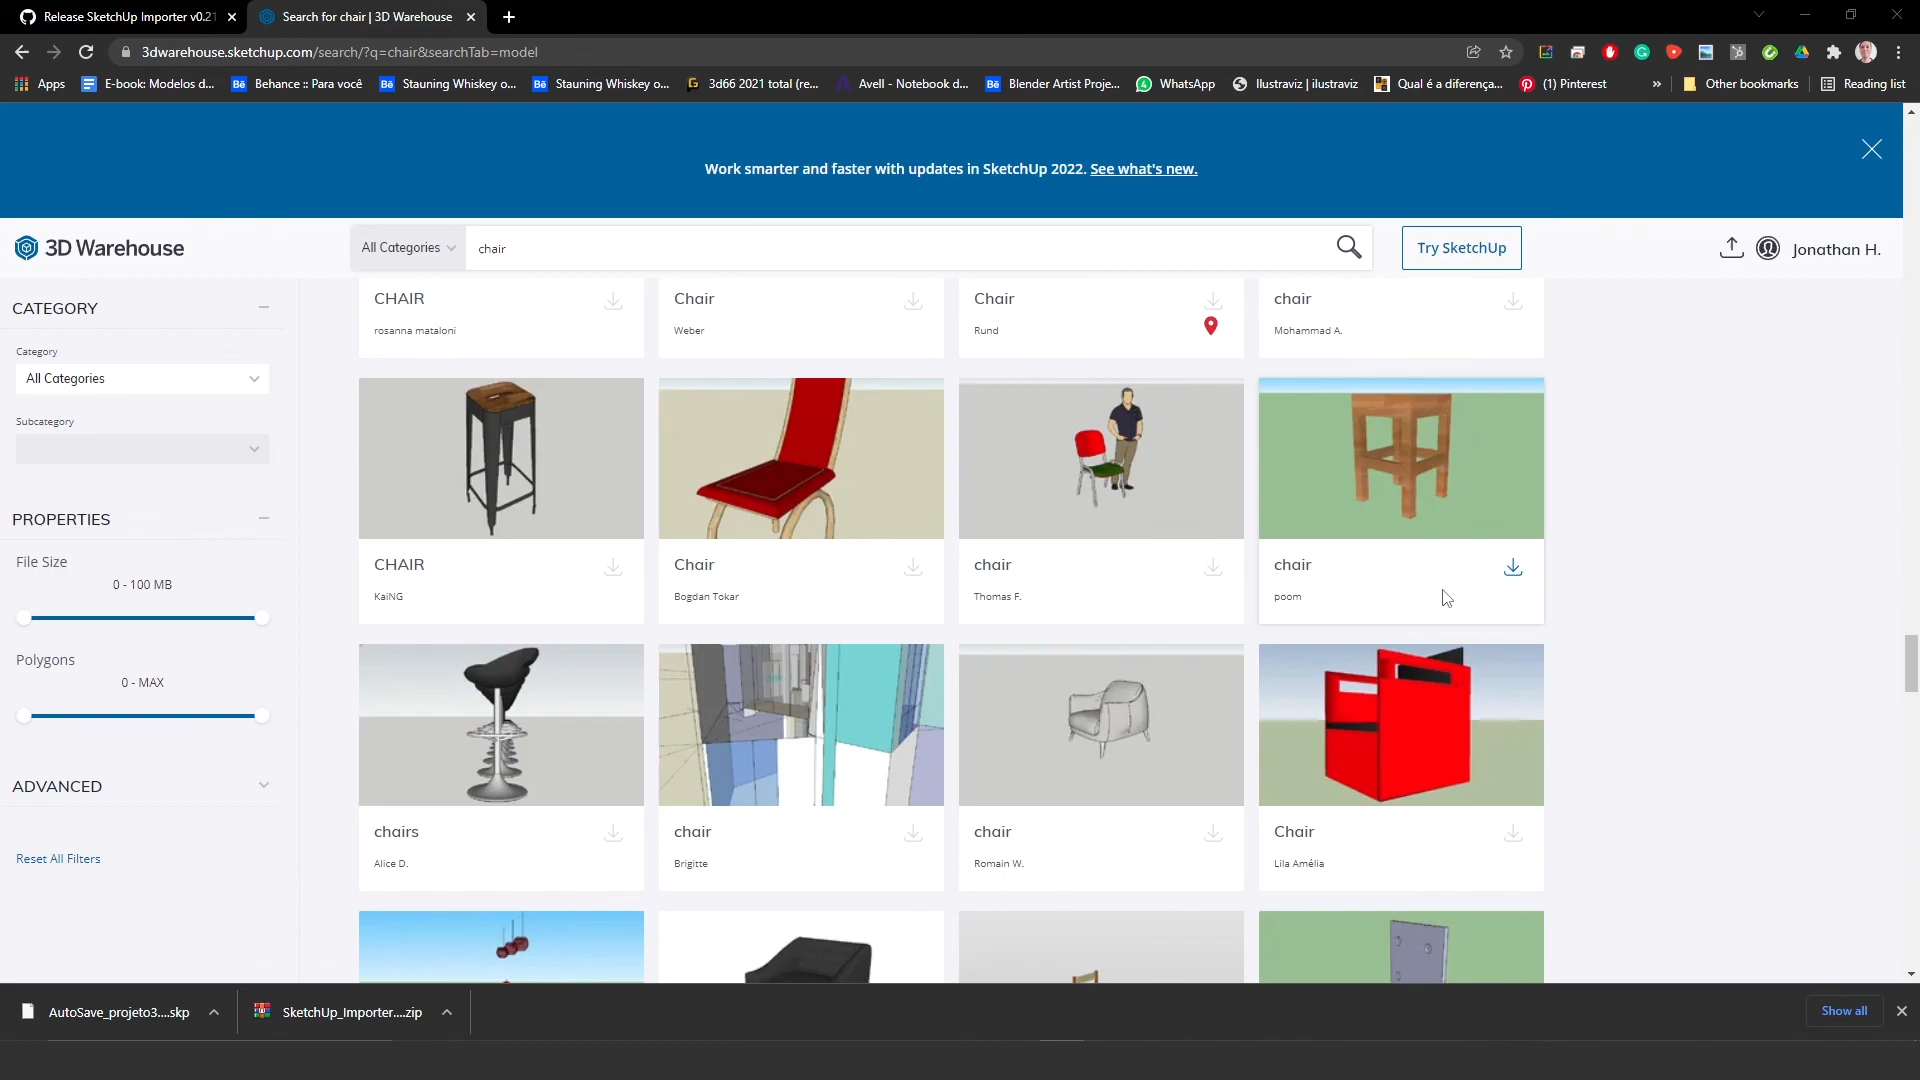 Release SketchUp Importer v0.21
Search for chair | 3D Warehouse
3dwarehouse.sketchup.com/search/?q=chair&searchTab=model
Apps
E-book: Modelos d...
Behance :: Para você
Stauning Whiskey o...
Stauning Whiskey o...
3d66 2021 total (re...
Avell - Notebook d...
Blender Artist Proje...
WhatsApp
Ilustraviz | ilustraviz
Qual é a diferença...
(1) Pinterest
»
Other bookmarks
Reading list
Work smarter and faster with updates in SketchUp 2022. See what's new.
3D Warehouse
All Categories
chair
Try SketchUp
Jonathan H.
CATEGORY
Category
All Categories
Subcategory
PROPERTIES
File Size
0 - 100 MB
Polygons
0 - MAX
ADVANCED
Reset All Filters
CHAIR
rosanna mataloni
Chair
Weber
Chair
Rund
chair
Mohammad A.
CHAIR
KaiNG
Chair
Bogdan Tokar
chair
Thomas F.
chair
poom
chairs
Alice D.
chair
Brigitte
chair
Romain W.
Chair
Lila Amélia
AutoSave_projeto3....skp
SketchUp_Importer....zip
Show all